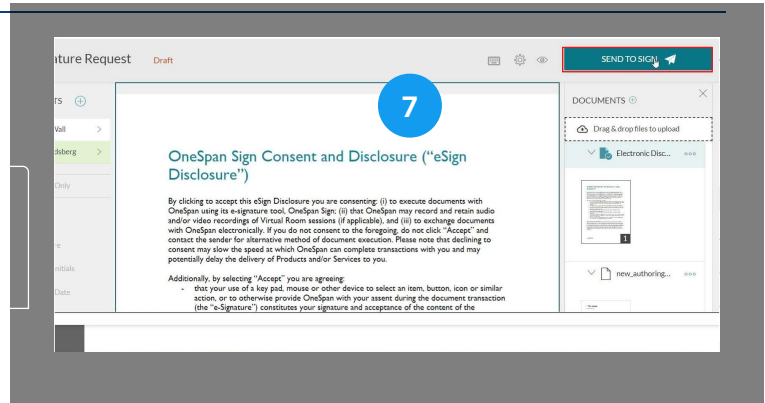 ature Request Draft
SEND TO SIGN
7
TS
DOCUMENTS
Wall
Drag & drop files to upload
dsberg
Electronic Disc...
Only
OneSpan Sign Consent and Disclosure ("eSign
Disclosure")
By clicking to accept this eSign Disclosure you are consenting: (i) to execute documents with
OneSpan using its e-signature tool, OneSpan Sign; (ii) that OneSpan may record and retain audio
and/or video recordings of Virtual Room sessions (if applicable), and (iii) to exchange documents
with OneSpan electronically. If you do not consent to the foregoing, do not click "Accept" and
contact the sender for alternative method of document execution. Please note that declining to
consent may slow the speed at which OneSpan can complete transactions with you and may
potentially delay the delivery of Products and/or Services to you.
1
re
nitials
new_authoring...
Date
Additionally, by selecting "Accept" you are agreeing:
- that your use of a key pad, mouse or other device to select an item, button, icon or similar
action, or to otherwise provide OneSpan with your assent during the document transaction
(the "e-Signature") constitutes your signature and acceptance of the content of the